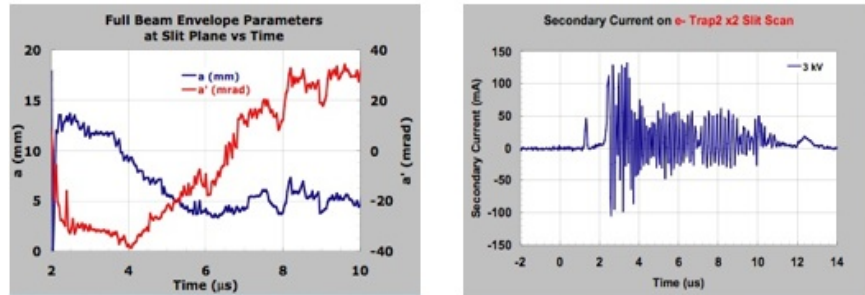 Full Beam Envelope Parameters
at Slit Plane vs Time
20
15
10
5
0
a (mm)
a (mm)
a' (mrad)
40
20
0
-20
-40
a' (mrad)
2
4
6
8
10
Time (μs)
Secondary Current on e- Trap2 x2 Slit Scan
150
100
50
0
-50
-100
-150
Secondary Current (mA)
3 kV
-2
0
2
4
6
8
10
12
14
Time (us)